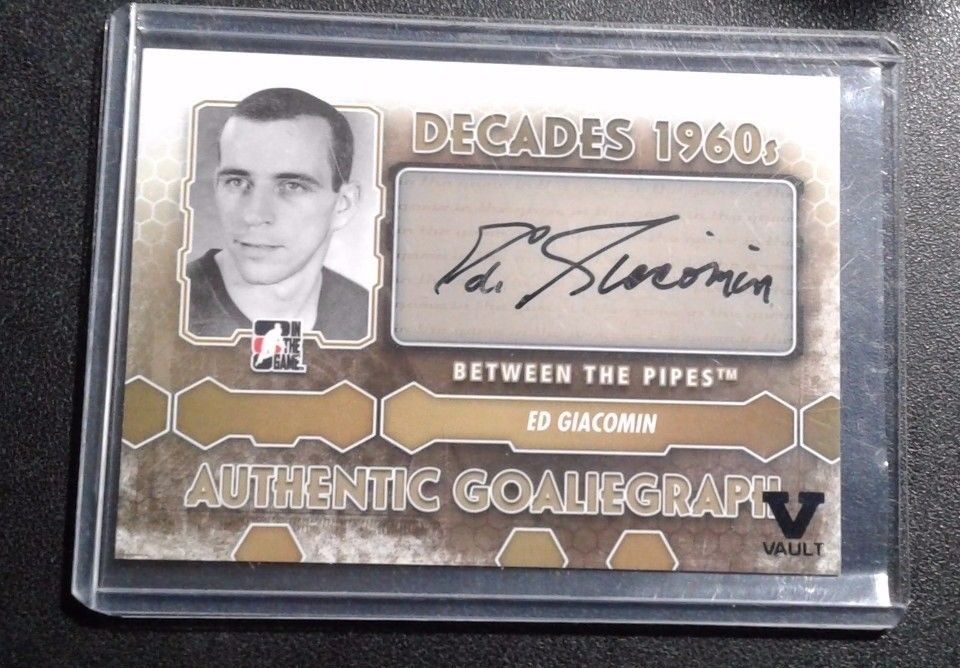 DECADES 1960s
Ed. Giacomin
IN
THE
GAME
BETWEEN THE PIPES™
ED GIACOMIN
AUTHENTIC GOALIEGRAPH
V
VAULT